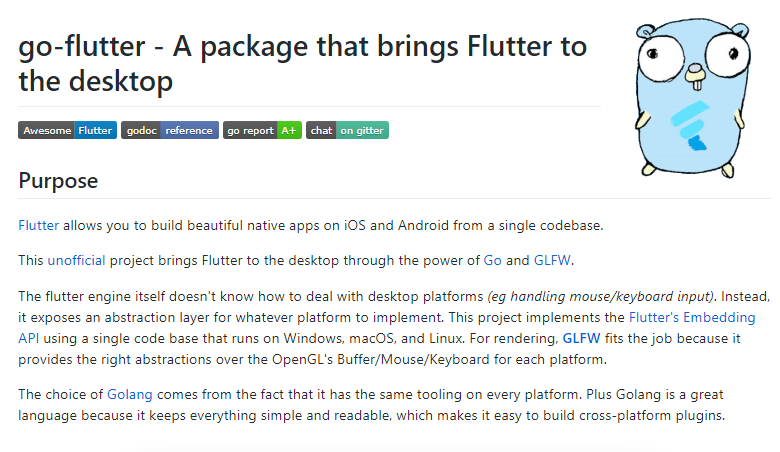 go-flutter - A package that brings Flutter to
the desktop
Awesome Flutter godoc reference go report A+ chat on gitter
Purpose
Flutter allows you to build beautiful native apps on iOS and Android from a single codebase.
This unofficial project brings Flutter to the desktop through the power of Go and GLFW.
The flutter engine itself doesn't know how to deal with desktop platforms (eg handling mouse/keyboard input). Instead,
it exposes an abstraction layer for whatever platform to implement. This project implements the Flutter's Embedding
API using a single code base that runs on Windows, macOS, and Linux. For rendering, GLFW fits the job because it
provides the right abstractions over the OpenGL's Buffer/Mouse/Keyboard for each platform.
The choice of Golang comes from the fact that it has the same tooling on every platform. Plus Golang is a great
language because it keeps everything simple and readable, which makes it easy to build cross-platform plugins.